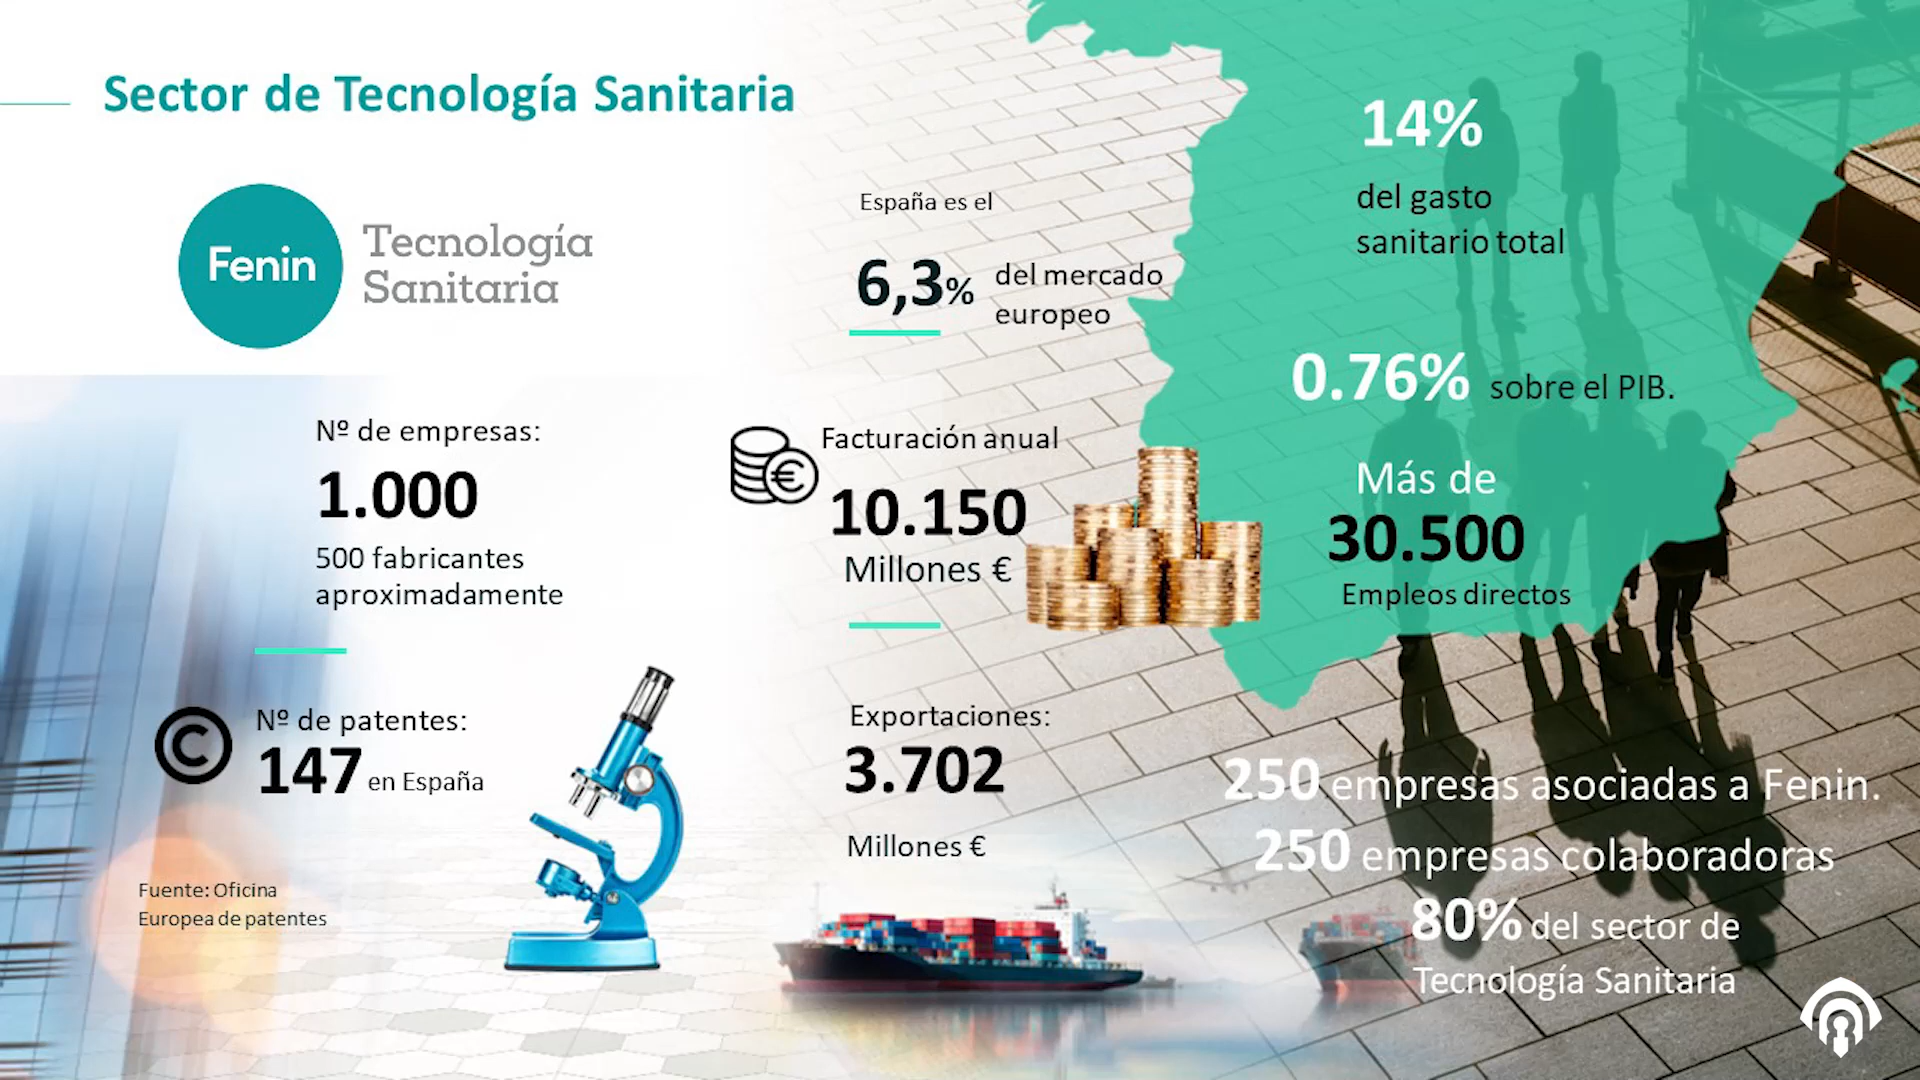 Sector de Tecnología Sanitaria
Fenin
Tecnología
Sanitaria
Nº de empresas:
1.000
500 fabricantes
aproximadamente
Nº de patentes:
147 en España
Fuente: Oficina
Europea de patentes
España es el
6,3% del mercado
europeo
Facturación anual
10.150
Millones €
Exportaciones:
3.702
Millones €
14%
del gasto
sanitario total
0.76% sobre el PIB.
Más de
30.500
Empleos directos
250 empresas asociadas a Fenin.
250 empresas colaboradoras
80% del sector de
Tecnología Sanitaria